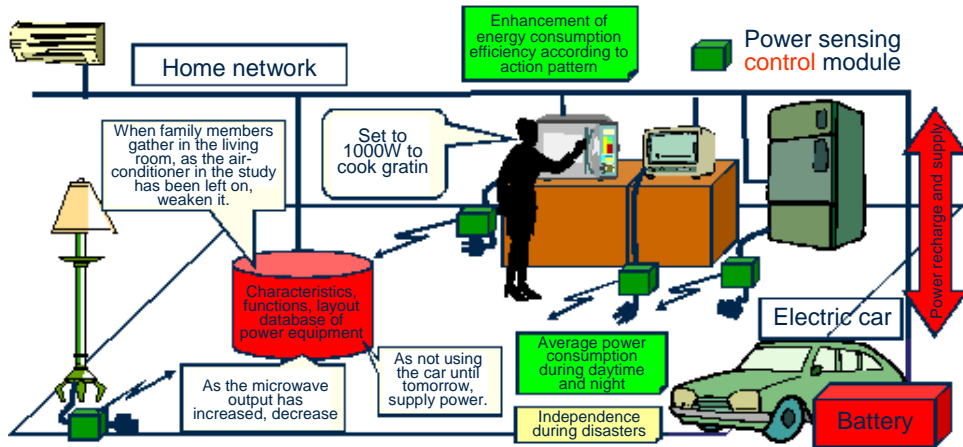 Enhancement of
energy consumption
efficiency according to
action pattern
Power sensing
control module
Home network
When family members
gather in the living
room, as the air-
conditioner in the study
has been left on,
weaken it.
Set to
1000W to
cook gratin
Power recharge and supply
Characteristics,
functions, layout
database of
power equipment
Electric car
Average power
consumption
during daytime
and night
As the microwave
output has
increased, decrease
As not using
the car until
tomorrow,
supply power.
Independence
during disasters
Battery